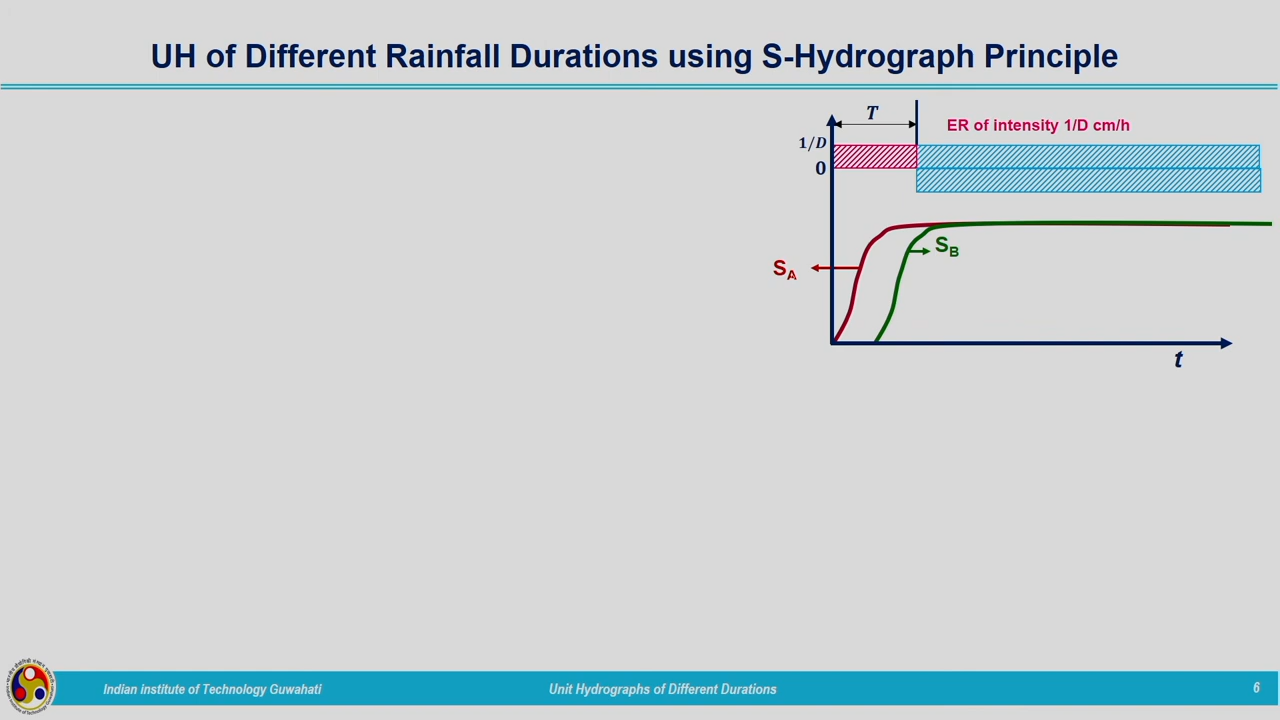 UH of Different Rainfall Durations using S-Hydrograph Principle
T
ER of intensity 1/D cm/h
1/D
0
S_B
S_A
t
Indian institute of Technology Guwahati
Unit Hydrographs of Different Durations
6